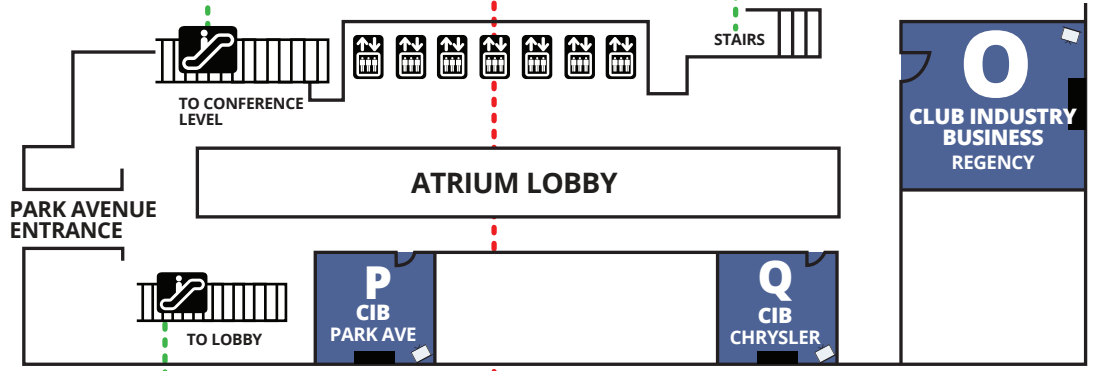 STAIRS
TO CONFERENCE
LEVEL
O
CLUB INDUSTRY
BUSINESS
REGENCY
ATRIUM LOBBY
PARK AVENUE
ENTRANCE
P
CIB
PARK AVE
Q
CIB
CHRYSLER
TO LOBBY